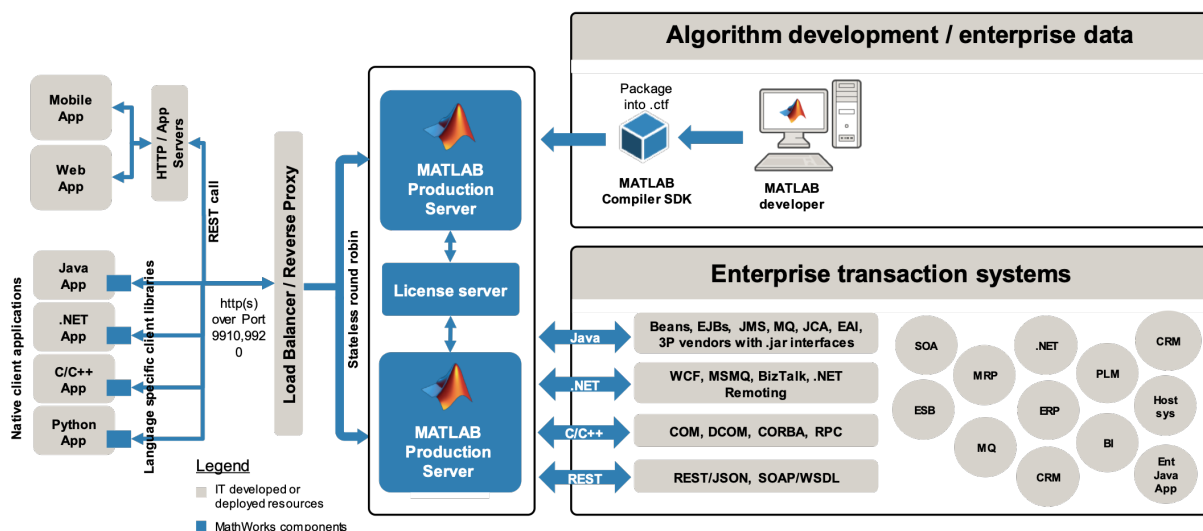 Mobile
App
Web
App
HTTP / App
Servers
REST call
Native client applications
Java
App
.NET
App
C/C++
App
Python
App
Language specific client libraries
http(s)
over Port
9910,992
0
Load Balancer / Reverse Proxy
Stateless round robin
Legend
IT developed or
deployed resources
MathWorks components
MATLAB
Production
Server
License server
MATLAB
Production
Server
Algorithm development / enterprise data
Package
into .ctf
MATLAB
Compiler SDK
MATLAB
developer
Enterprise transaction systems
Java
Beans, EJBs, JMS, MQ, JCA, EAI,
3P vendors with .jar interfaces
.NET
WCF, MSMQ, BizTalk, .NET
Remoting
C/C++
COM, DCOM, CORBA, RPC
REST
REST/JSON, SOAP/WSDL
SOA
MRP
.NET
PLM
CRM
ESB
MQ
ERP
BI
Host
sys
CRM
Ent
Java
App